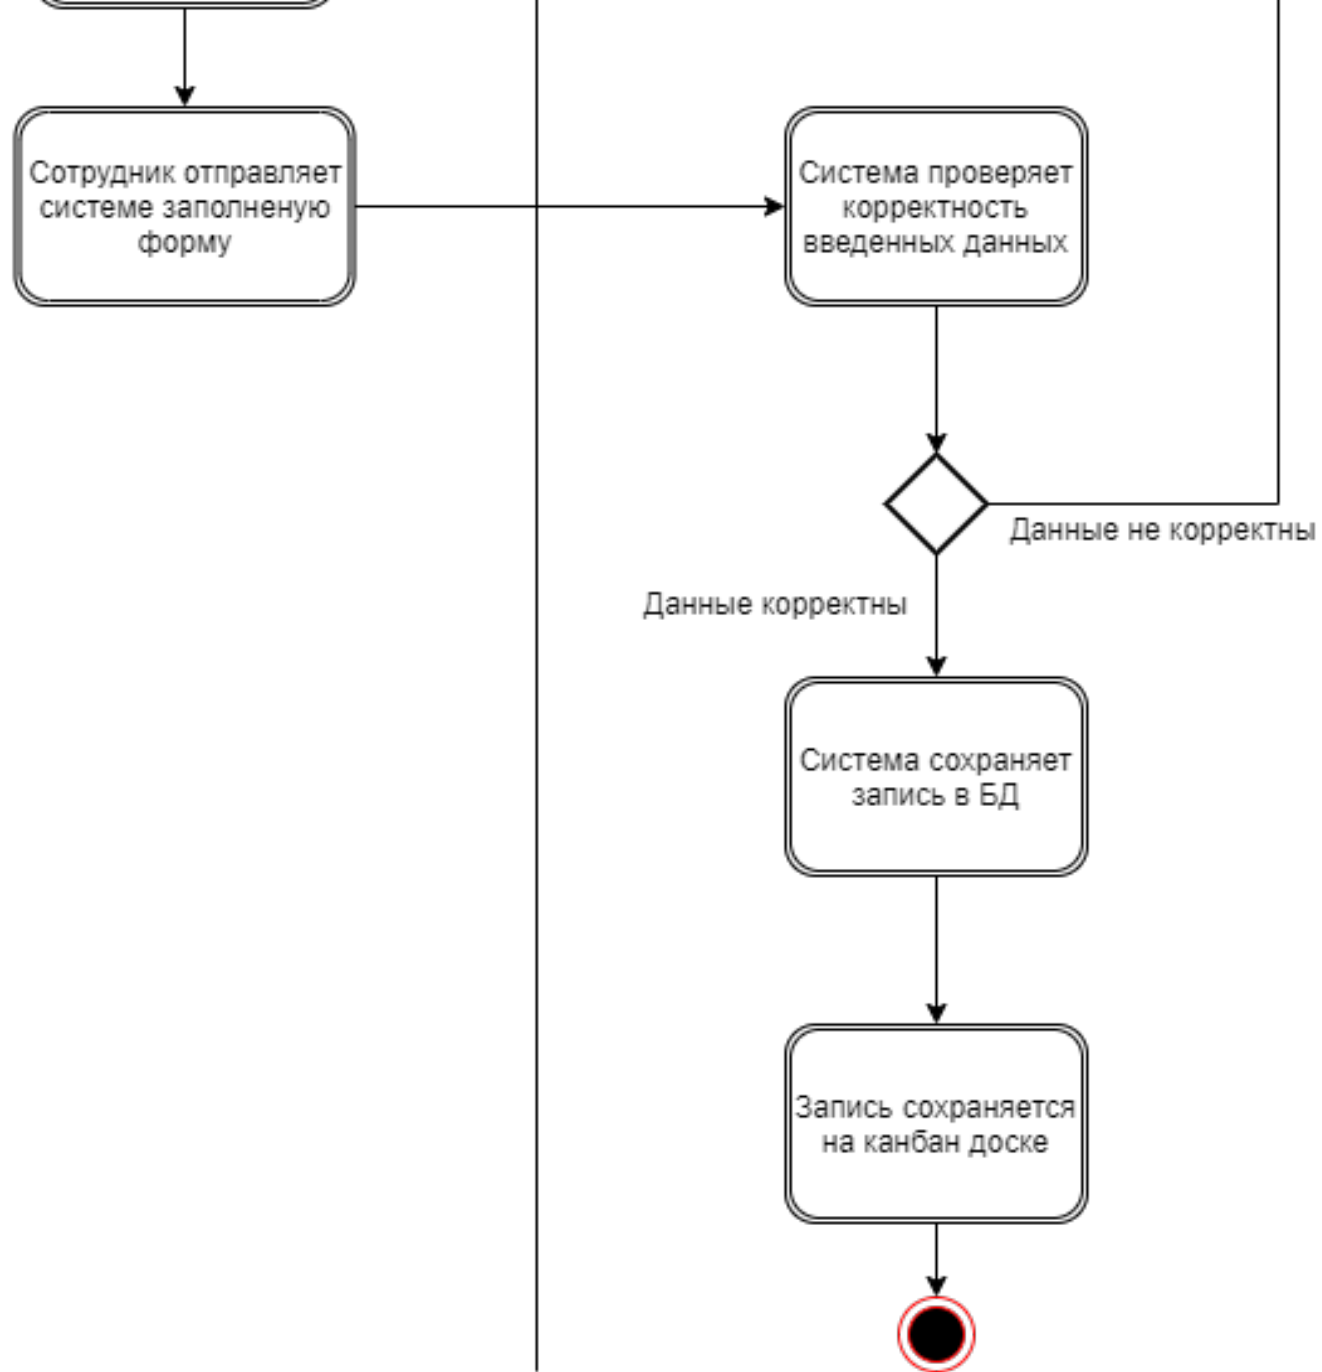 Сотрудник отправляет
системе заполненую
форму
Система проверяет
корректность
введенных данных
Данные не корректны
Данные корректны
Система сохраняет
запись в БД
Запись сохраняется
на канбан доске